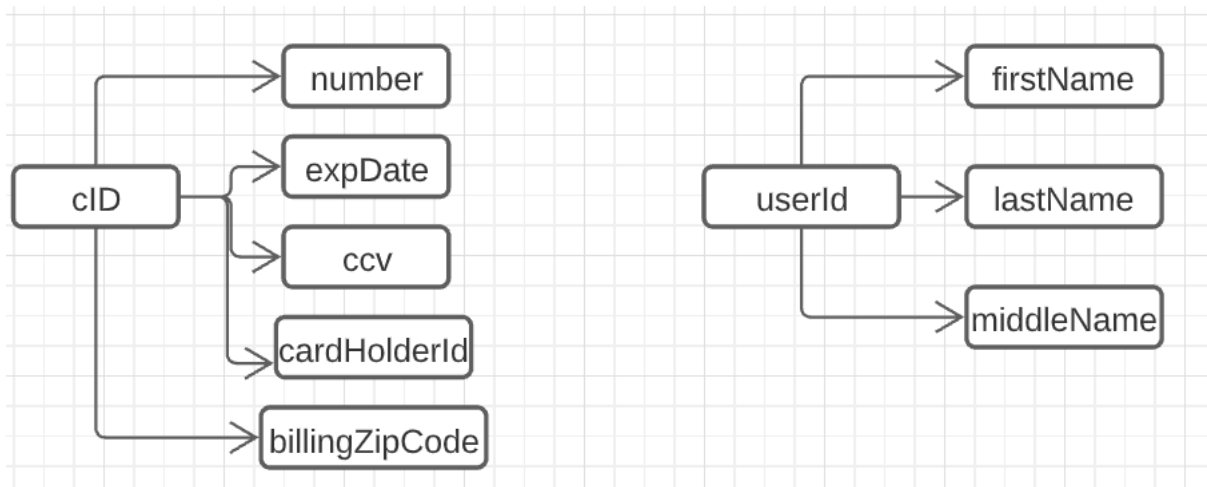 number
expDate
cID
ccv
cardHolderId
billingZipCode
firstName
userId
lastName
middleName